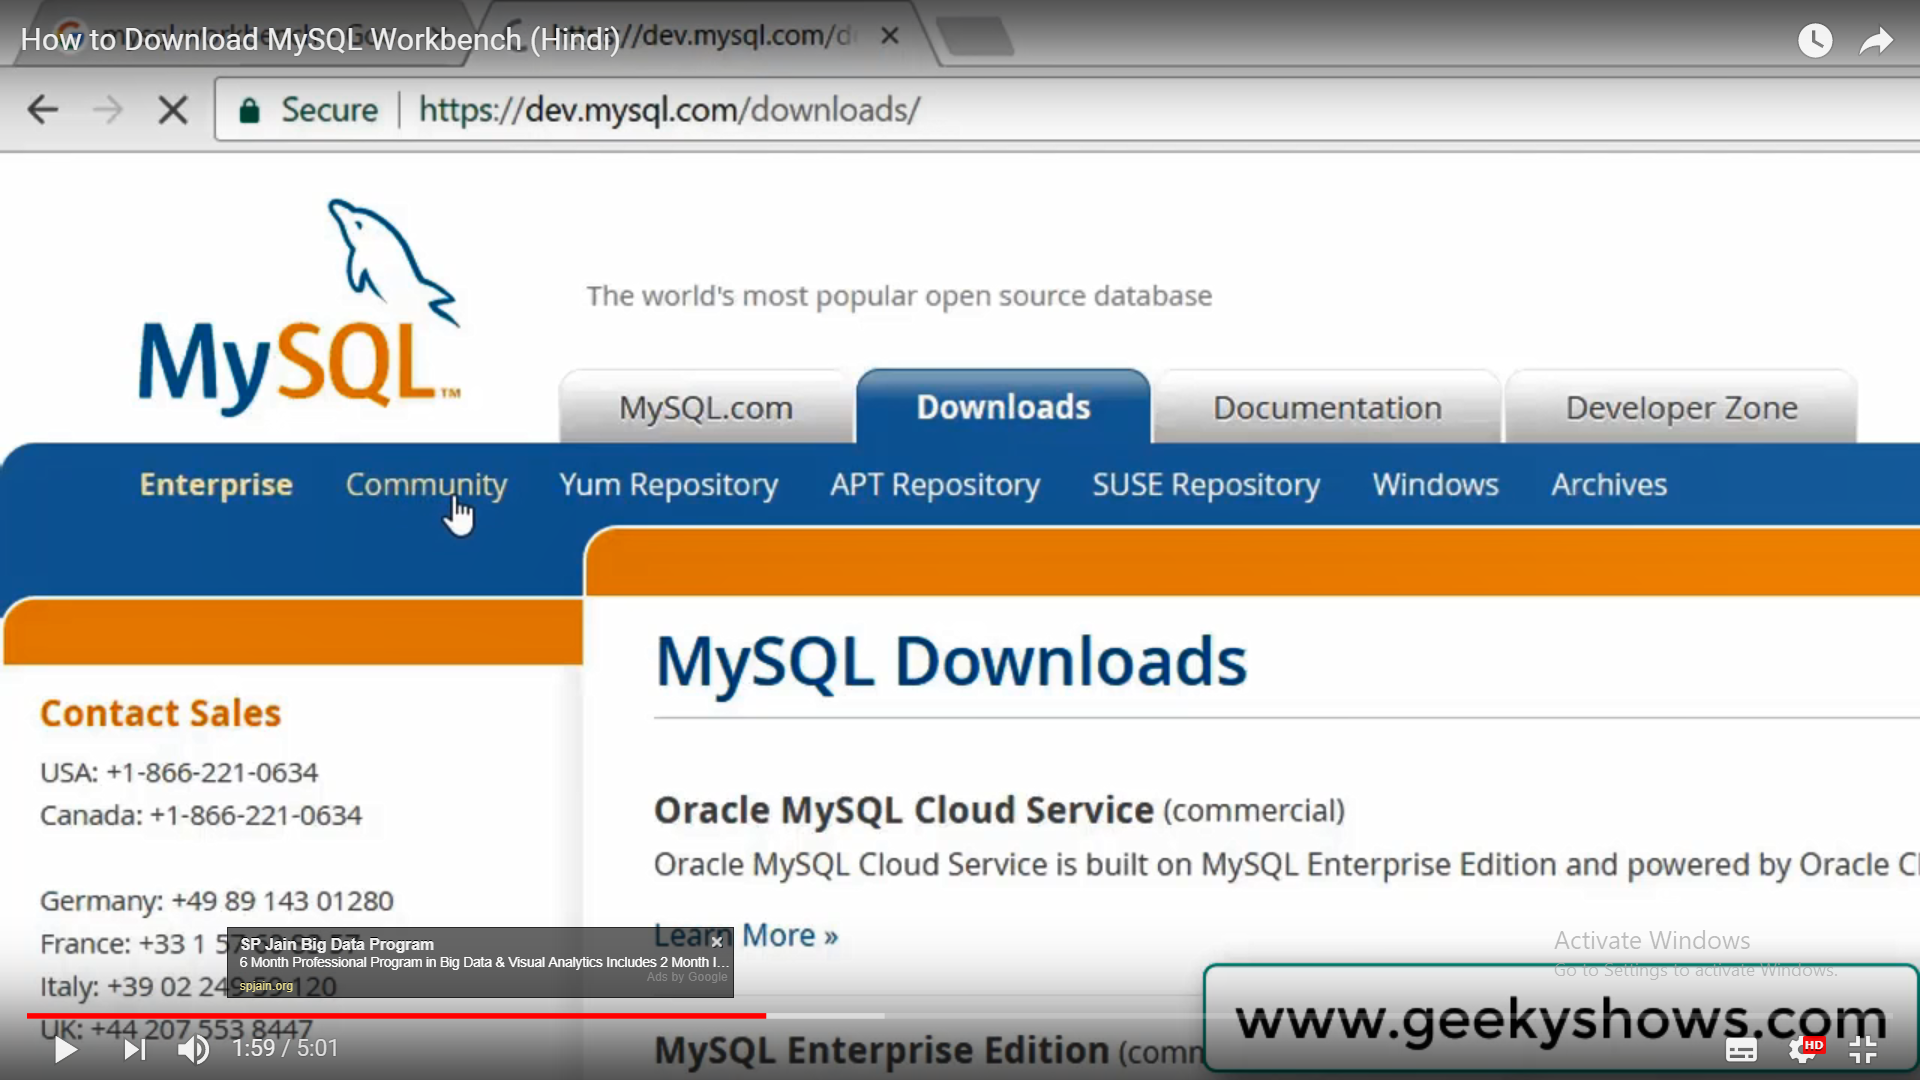 How to Download MySQL Workbench (Hindi)
//dev.mysql.com/d
Secure
https://dev.mysql.com/downloads/
MySQL™
The world's most popular open source database
MySQL.com
Downloads
Documentation
Developer Zone
Enterprise
Community
Yum Repository
APT Repository
SUSE Repository
Windows
Archives
MySQL Downloads
Contact Sales
USA: +1-866-221-0634
Canada: +1-866-221-0634
Germany: +49 89 143 01280
France: +33 1 57
Italy: +39 02 249 59 120
UK: +44 207 553 8447
Oracle MySQL Cloud Service (commercial)
Oracle MySQL Cloud Service is built on MySQL Enterprise Edition and powered by Oracle Cl
Learn More »
MySQL Enterprise Edition (comm
SP Jain Big Data Program
6 Month Professional Program in Big Data & Visual Analytics Includes 2 Month I...
Ads by Google
spjain.org
Activate Windows
Go to Settings to activate Windows.
www.geekyshows.com
1:59 / 5:01
HD